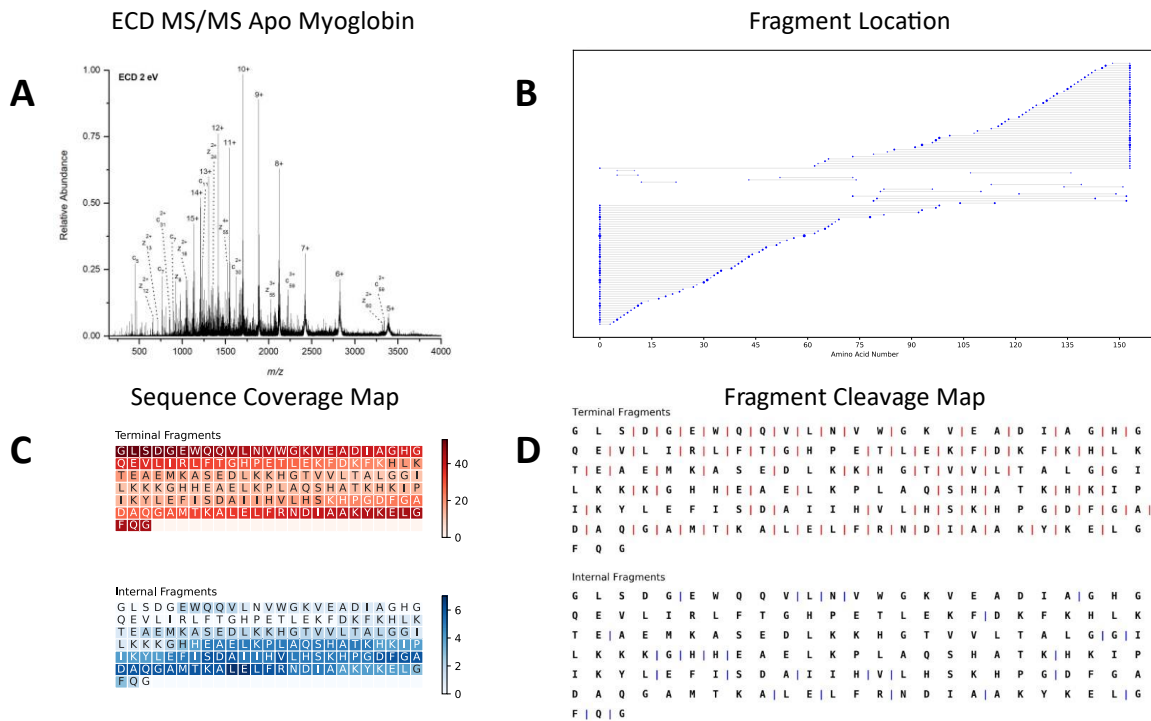 ECD MS/MS Apo Myoglobin
Fragment Location
A
B
ECD 2 eV
Relative Abundance
1.00
0.75
0.50
0.25
0.00
15+
14+
13+
12+
11+
10+
9+
8+
7+
6+
5+
500
1000
1500
2000
2500
3000
3500
4000
m/z
0
15
30
45
60
75
90
105
120
135
150
Amino Acid Number
Sequence Coverage Map
Fragment Cleavage Map
C
D
Terminal Fragments
GLSDGEWQQVLNVWGKVEADIAGHG
QEVLIRLFTGHPETLEKFDKFKHLK
TEAEMKASEDLKKHGTVVLTALGGI
LKKKGHHEAELKPLAQSHATKHKIP
IKYLEFISDAIIHVLHSKHPGDFGA
DAQGAMTKALELFRNDIAAKYKELG
FQG
40
20
0
Internal Fragments
GLSDGEWQQVLNVWGKVEADIAGHG
QEVLIRLFTGHPETLEKFDKFKHLK
TEAEMKASEDLKKHGTVVLTALGGI
LKKKGHHEAELKPLAQSHATKHKIP
IKYLEFISDAIIHVLHSKHPGDFGA
DAQGAMTKALELFRNDIAAKYKELG
FQG
6
4
2
0
Terminal Fragments
G L S D G E W Q Q V L N V W G K V E A D I A G H G
Q E V L I R L F T G H P E T L E K F D K F K H L K
T E A E M K A S E D L K K H G T V V L T A L G G I
L K K K G H H E A E L K P L A Q S H A T K H K I P
I K Y L E F I S D A I I H V L H S K H P G D F G A
D A Q G A M T K A L E L F R N D I A A K Y K E L G
F Q G
Internal Fragments
G L S D G E W Q Q V L N V W G K V E A D I A G H G
Q E V L I R L F T G H P E T L E K F D K F K H L K
T E A E M K A S E D L K K H G T V V L T A L G G I
L K K K G H H E A E L K P L A Q S H A T K H K I P
I K Y L E F I S D A I I H V L H S K H P G D F G A
D A Q G A M T K A L E L F R N D I A A K Y K E L G
F Q G